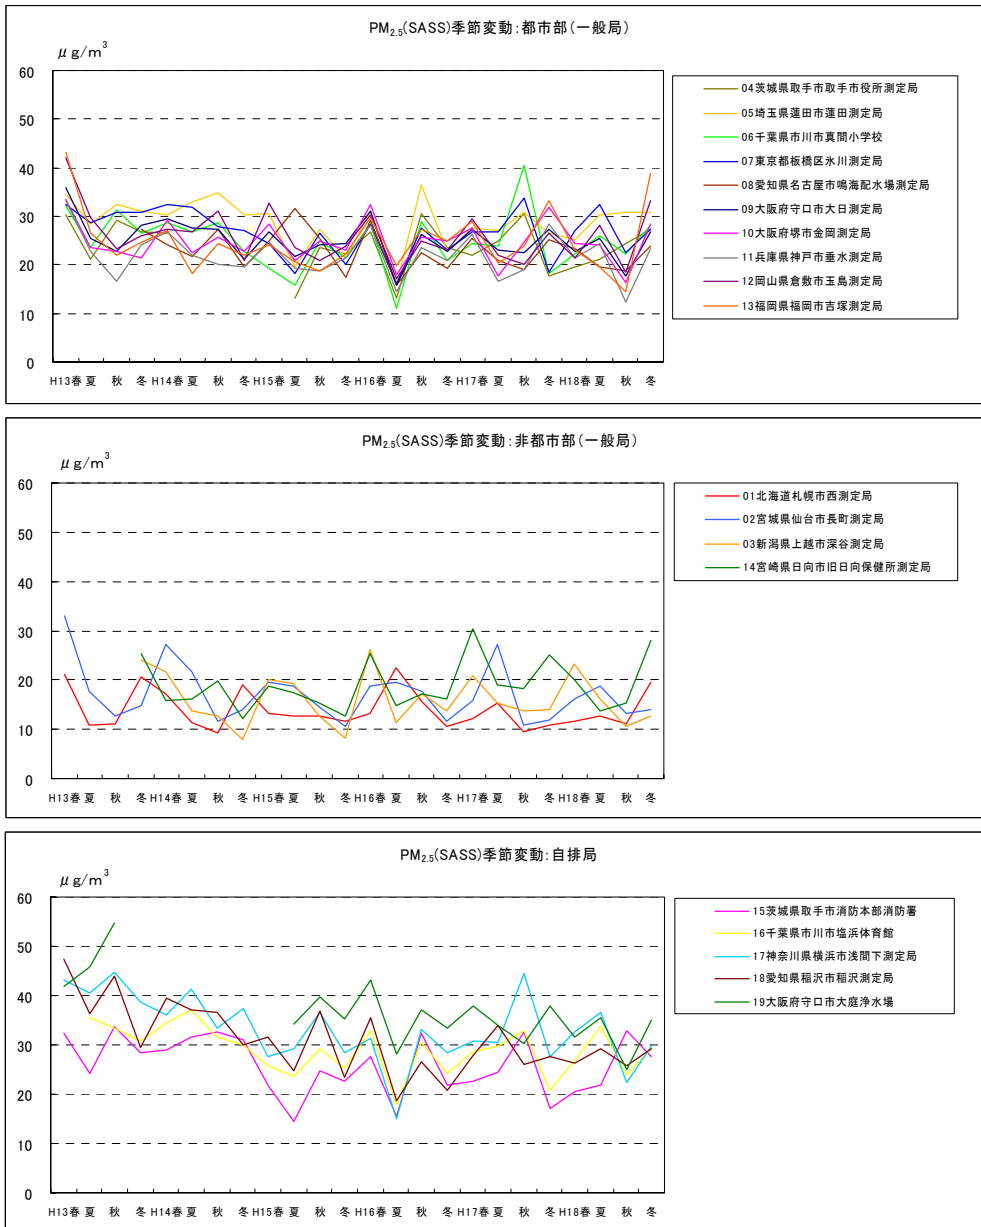 PM2.5(SASS)季節変動:都市部(一般局)
μg/m3
60
50
40
30
20
10
0
H13春 夏 秋 冬 H14春 夏 秋 冬 H15春 夏 秋 冬 H16春 夏 秋 冬 H17春 夏 秋 冬 H18春 夏 秋 冬
04茨城県取手市取手市役所測定局
05埼玉県蓮田市蓮田測定局
06千葉県市川市真間小学校
07東京都板橋区氷川測定局
08愛知県名古屋市鳴海配水場測定局
09大阪府守口市大日測定局
10大阪府堺市金岡測定局
11兵庫県神戸市垂水測定局
12岡山県倉敷市玉島測定局
13福岡県福岡市吉塚測定局
PM2.5(SASS)季節変動:非都市部(一般局)
μg/m3
60
50
40
30
20
10
0
H13春 夏 秋 冬 H14春 夏 秋 冬 H15春 夏 秋 冬 H16春 夏 秋 冬 H17春 夏 秋 冬 H18春 夏 秋 冬
01北海道札幌市西測定局
02宮城県仙台市長町測定局
03新潟県上越市深谷測定局
14宮崎県日向市旧日向保健所測定局
PM2.5(SASS)季節変動:自排局
μg/m3
60
50
40
30
20
10
0
H13春 夏 秋 冬 H14春 夏 秋 冬 H15春 夏 秋 冬 H16春 夏 秋 冬 H17春 夏 秋 冬 H18春 夏 秋 冬
15茨城県取手市消防本部消防署
16千葉県市川市塩浜体育館
17神奈川県横浜市浅間下測定局
18愛知県稲沢市稲沢測定局
19大阪府守口市大庭浄水場